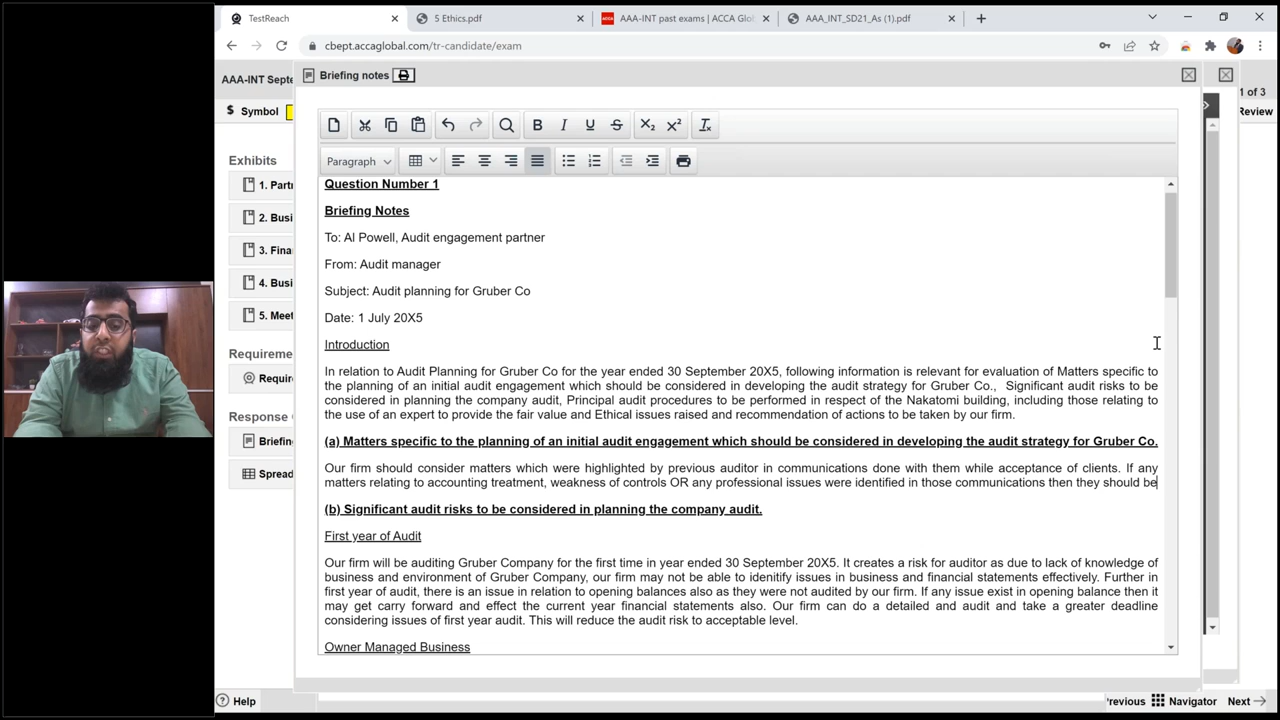 TestReach
5 Ethics.pdf
AAA-INT past exams | ACCA Glo
AAA_INT_SD21_As (1).pdf
cbept.accaglobal.com/tr-candidate/exam
AAA-INT Sept
Briefing notes
1 of 3
$ Symbol
Review
Exhibits
1. Part
2. Busi
3. Fina
4. Busi
5. Meet
Requireme
Require
Response
Briefin
Spread
Paragraph
Question Number 1
Briefing Notes
To: Al Powell, Audit engagement partner
From: Audit manager
Subject: Audit planning for Gruber Co
Date: 1 July 20X5
Introduction
In relation to Audit Planning for Gruber Co for the year ended 30 September 20X5, following information is relevant for evaluation of Matters specific to
the planning of an initial audit engagement which should be considered in developing the audit strategy for Gruber Co., Significant audit risks to be
considered in planning the company audit, Principal audit procedures to be performed in respect of the Nakatomi building, including those relating to
the use of an expert to provide the fair value and Ethical issues raised and recommendation of actions to be taken by our firm.
(a) Matters specific to the planning of an initial audit engagement which should be considered in developing the audit strategy for Gruber Co.
Our firm should consider matters which were highlighted by previous auditor in communications done with them while acceptance of clients. If any
matters relating to accounting treatment, weakness of controls OR any professional issues were identified in those communications then they should be
(b) Significant audit risks to be considered in planning the company audit.
First year of Audit
Our firm will be auditing Gruber Company for the first time in year ended 30 September 20X5. It creates a risk for auditor as due to lack of knowledge of
business and environment of Gruber Company, our firm may not be able to idenitify issues in business and financial statements effectively. Further in
first year of audit, there is an issue in relation to opening balances also as they were not audited by our firm. If any issue exist in opening balance then it
may get carry forward and effect the current year financial statements also. Our firm can do a detailed and audit and take a greater deadline
considering issues of first year audit. This will reduce the audit risk to acceptable level.
Owner Managed Business
Help
Previous
Navigator
Next